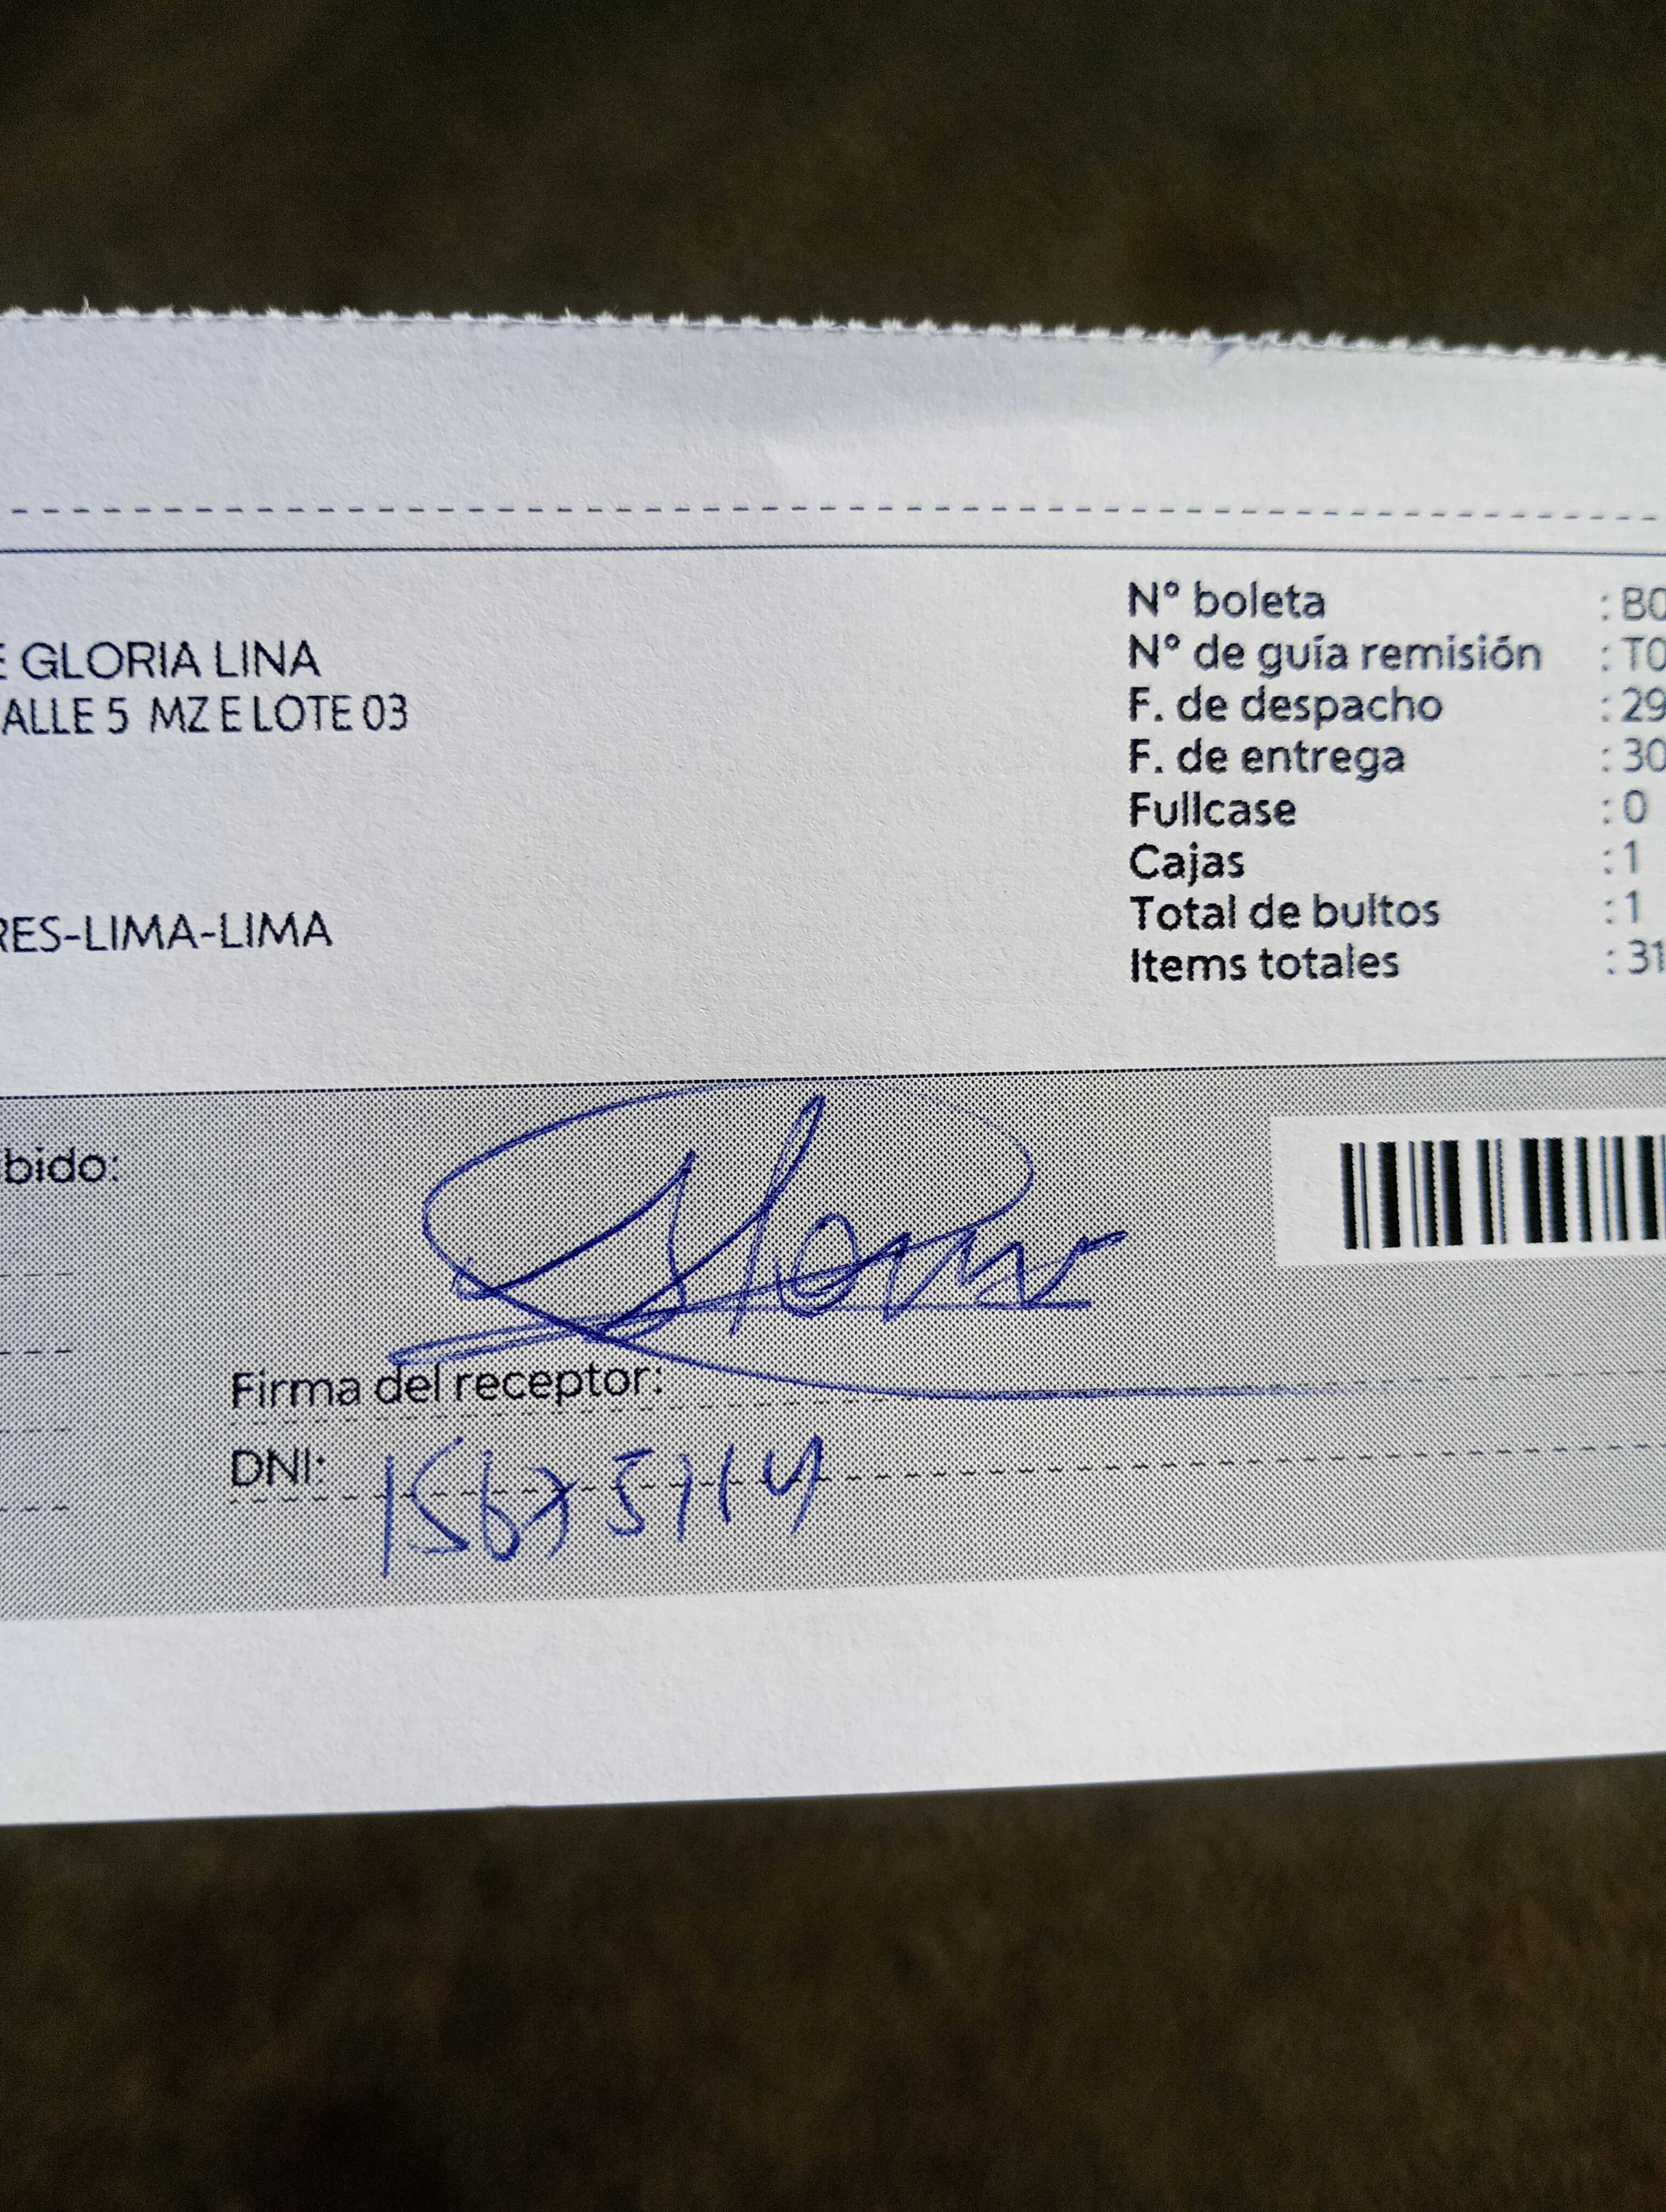 E GLORIA LINA
ALLE 5 MZ E LOTE 03
RES-LIMA-LIMA
N° boleta : B0
N° de guía remisión : T0
F. de despacho : 29
F. de entrega : 30
Fullcase : 0
Cajas : 1
Total de bultos : 1
Items totales : 31
bido:
Firma del receptor:
DNI: 15675114